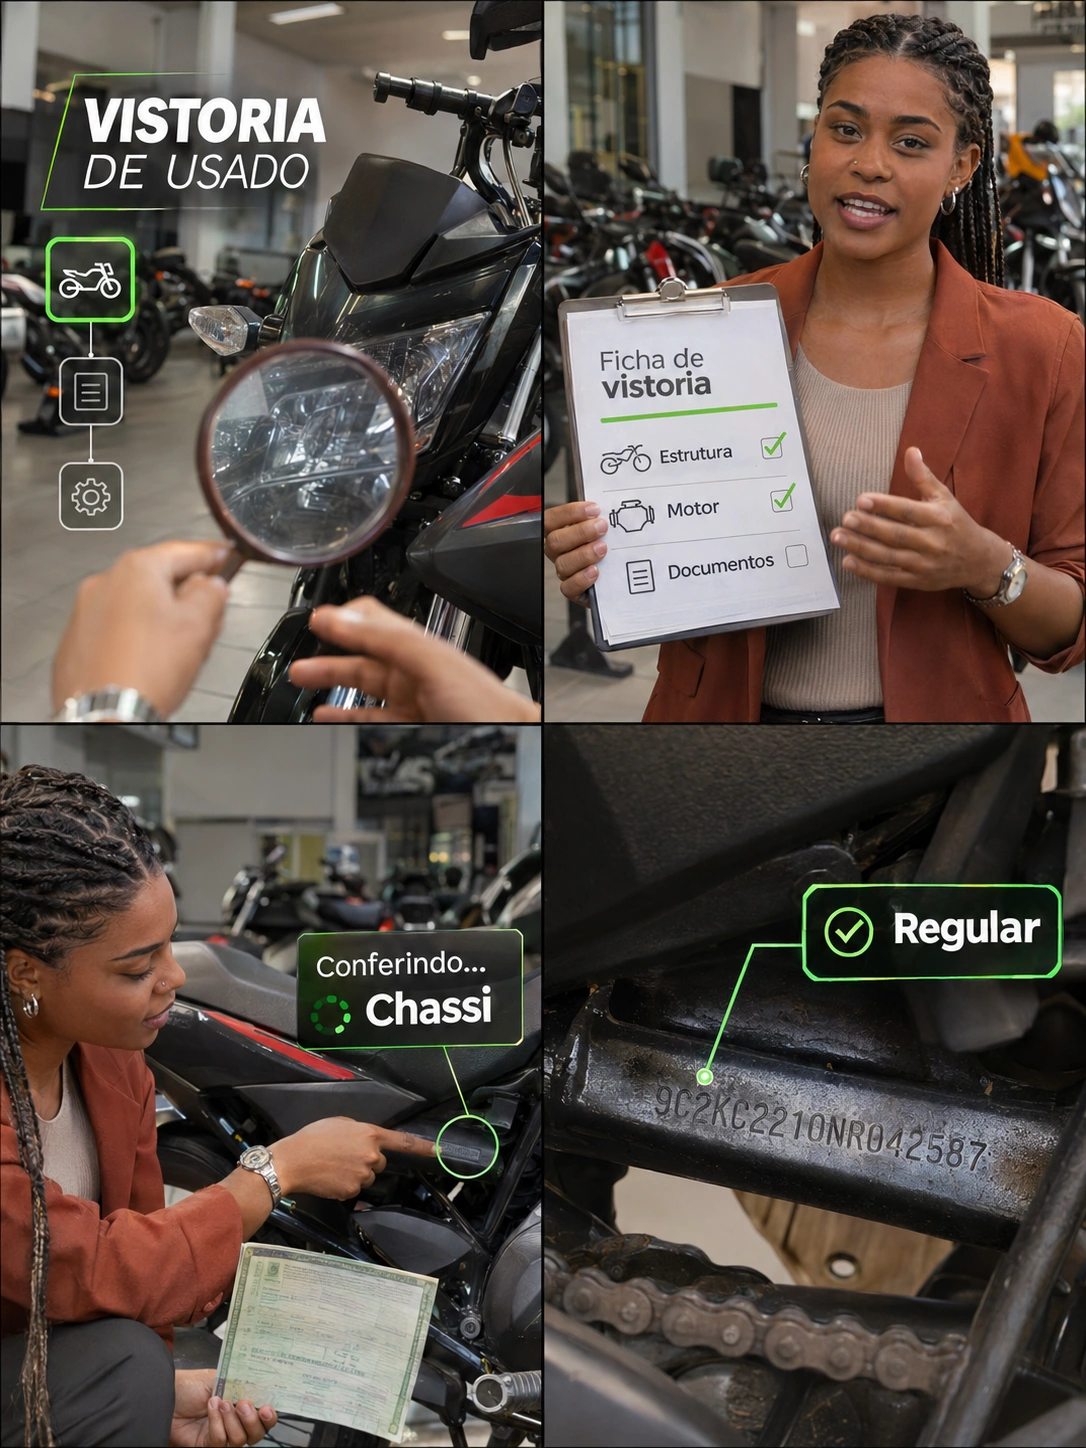 VISTORIA
DE USADO
Ficha de
vistoria
Estrutura
Motor
Documentos
Conferindo...
Chassi
Regular
9C2KC2210NR042587